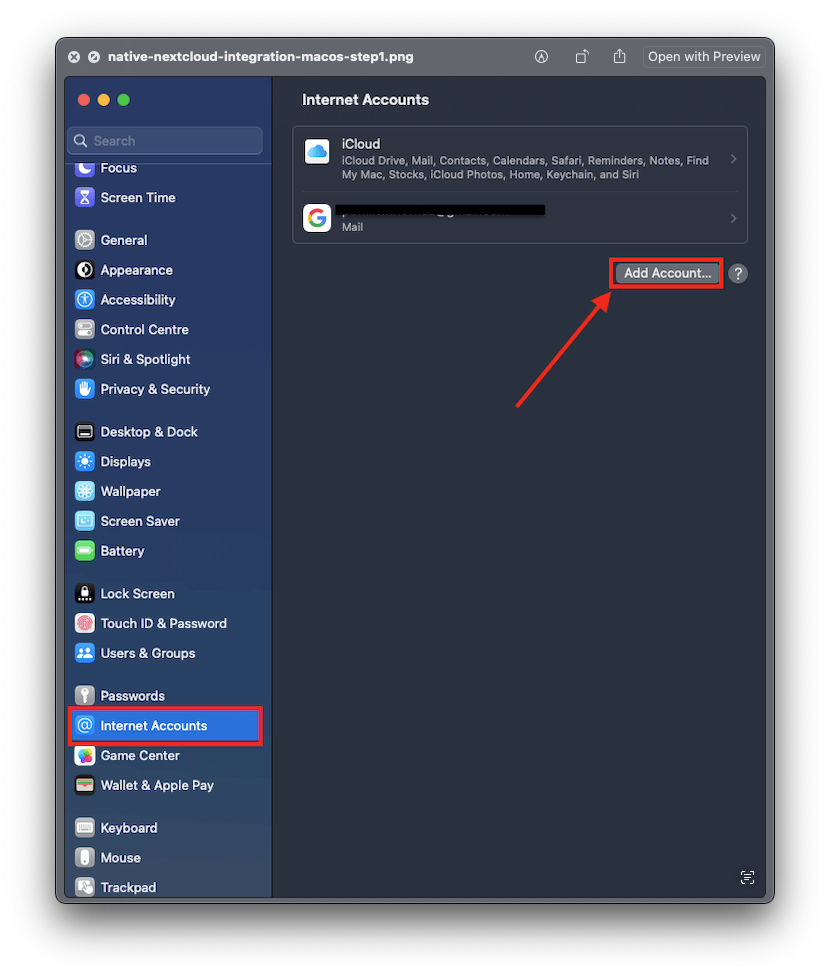 native-nextcloud-integration-macos-step1.png
Open with Preview
Search
Focus
Screen Time
General
Appearance
Accessibility
Control Centre
Siri & Spotlight
Privacy & Security
Desktop & Dock
Displays
Wallpaper
Screen Saver
Battery
Lock Screen
Touch ID & Password
Users & Groups
Passwords
@
Internet Accounts
Game Center
Wallet & Apple Pay
Keyboard
Mouse
Trackpad
Internet Accounts
iCloud
iCloud Drive, Mail, Contacts, Calendars, Safari, Reminders, Notes, Find
My Mac, Stocks, iCloud Photos, Home, Keychain, and Siri
G
Mail
Add Account...
?